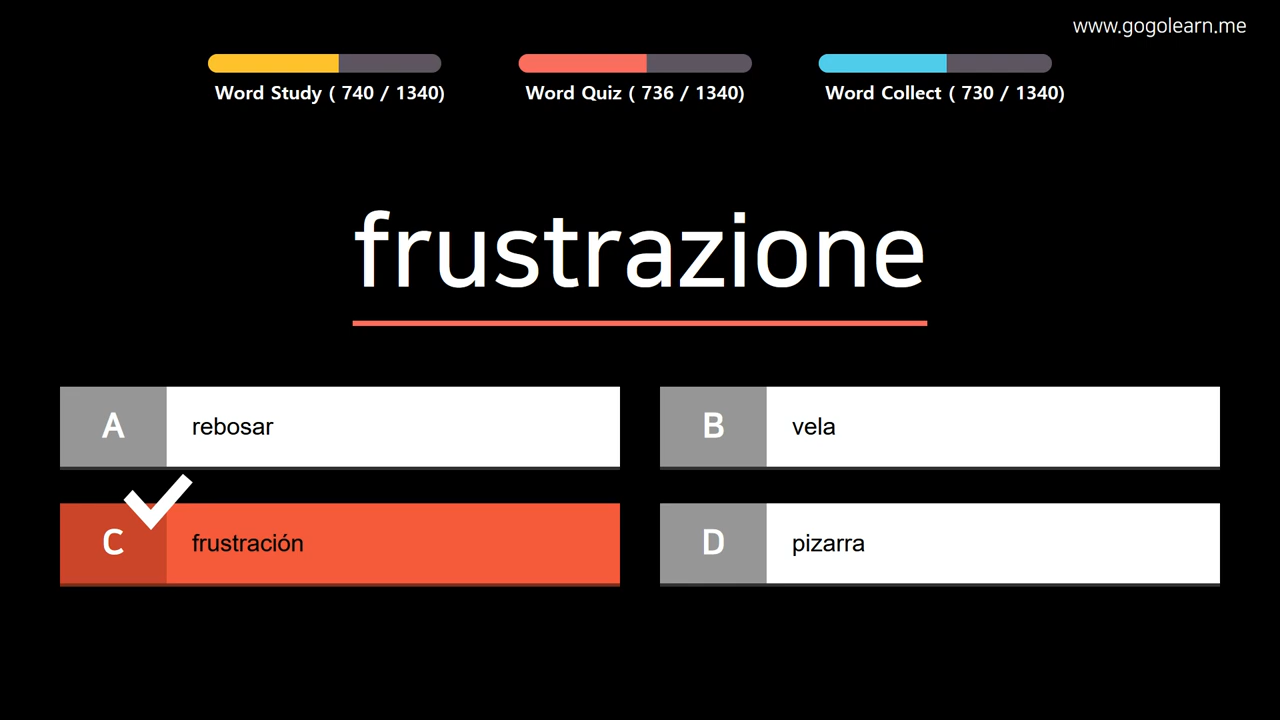 www.gogolearn.me
Word Study ( 740 / 1340)
Word Quiz ( 736 / 1340)
Word Collect ( 730 / 1340)
frustrazione
A rebosar
B vela
C frustración
D pizarra